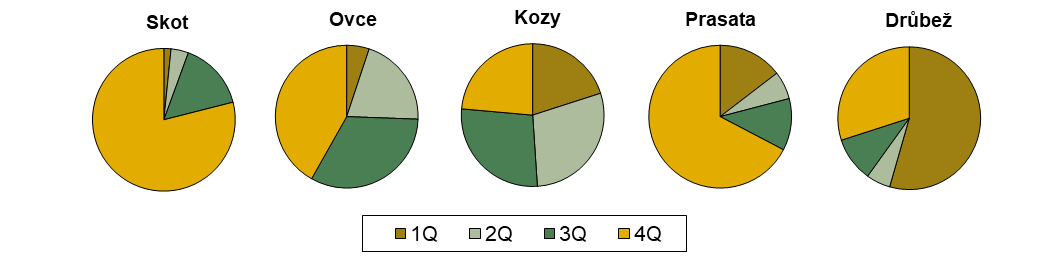 Skot
Ovce
Kozy
Prasata
Drůbež
1Q 2Q 3Q 4Q